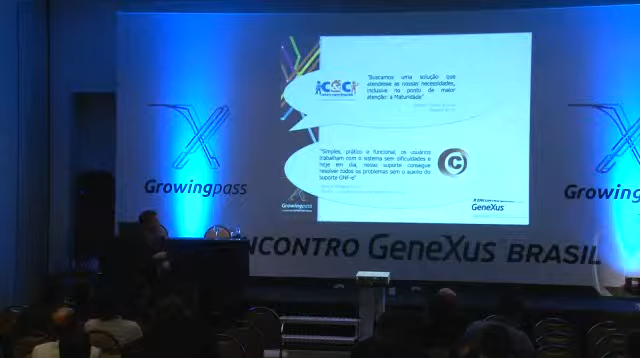 "Buscamos uma solução que
atendesse as nossas necessidades,
inclusive no ponto de maior
atenção: a Maturidade"
"Simples, prático e funcional, os usuários
trabalham com o sistema sem dificuldades e
hoje em dia, nosso suporte consegue
resolver todos os problemas sem o auxílio do
suporte GNF-e"
C
Growingpass
GeneXus
Growingpass
Growing
NCONTRO GeneXus BRASIL